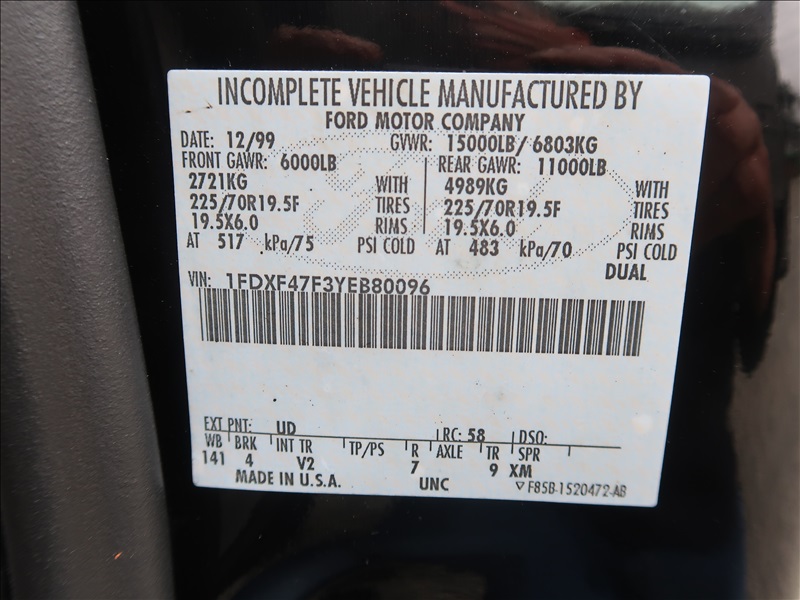 INCOMPLETE VEHICLE MANUFACTURED BY
FORD MOTOR COMPANY
DATE: 12/99 GVWR: 15000LB/ 6803KG
FRONT GAWR: 6000LB REAR GAWR: 11000LB
2721KG WITH 4989KG WITH
225/70R19.5F TIRES 225/70R19.5F TIRES
19.5X6.0 RIMS 19.5X6.0 RIMS
AT 517 kPa/75 PSI COLD AT 483 kPa/70 PSI COLD
DUAL
VIN: 1FDXF47F3YEB80096
EXT PNT: UD RC: 58 DSO:
WB BRK INT TR TP/PS R AXLE TR SPR
141 4 V2 7 9 XM
MADE IN U.S.A. UNC ▽F85B-1520472-AB